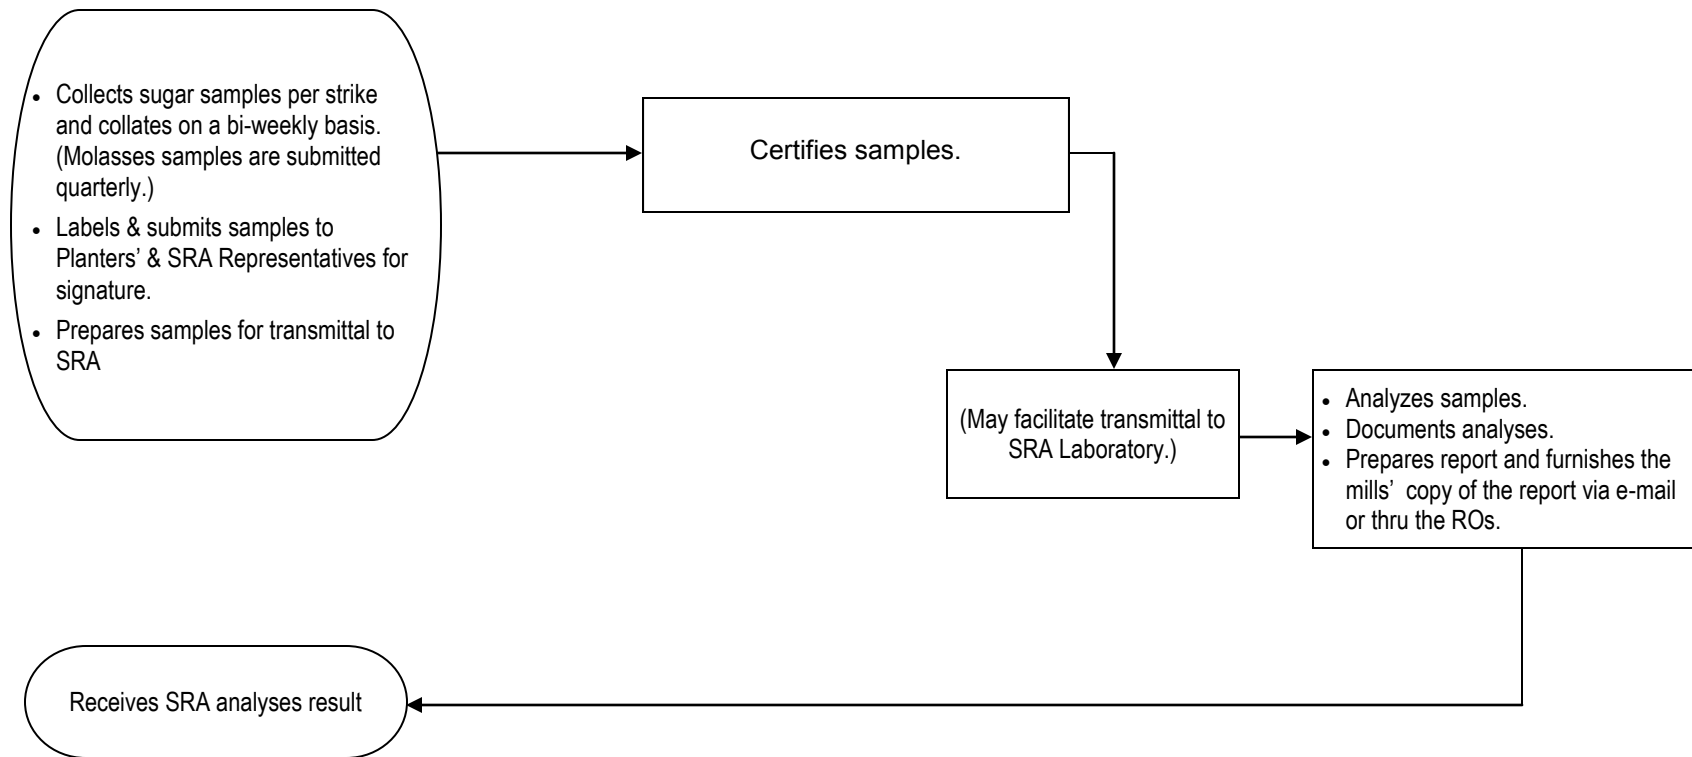 • Collects sugar samples per strike
and collates on a bi-weekly basis.
(Molasses samples are submitted
quarterly.)
• Labels & submits samples to
Planters’ & SRA Representatives for
signature.
• Prepares samples for transmittal to
SRA
Certifies samples.
(May facilitate transmittal to
SRA Laboratory.)
• Analyzes samples.
• Documents analyses.
• Prepares report and furnishes the
mills’ copy of the report via e-mail
or thru the ROs.
Receives SRA analyses result